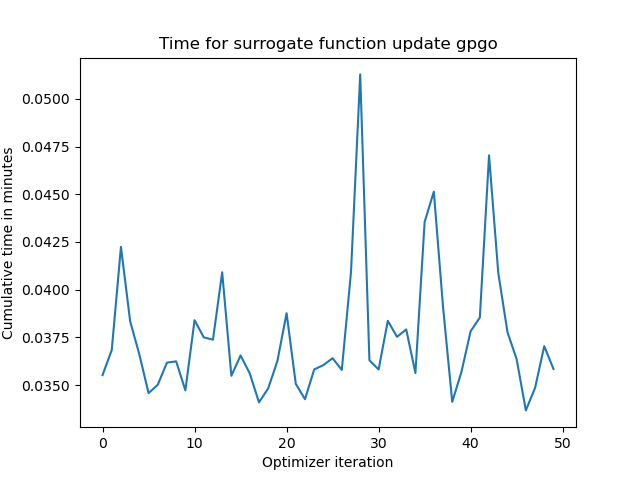 Time for surrogate function update gpgo
Cumulative time in minutes
0.0500
0.0475
0.0450
0.0425
0.0400
0.0375
0.0350
0 10 20 30 40 50
Optimizer iteration